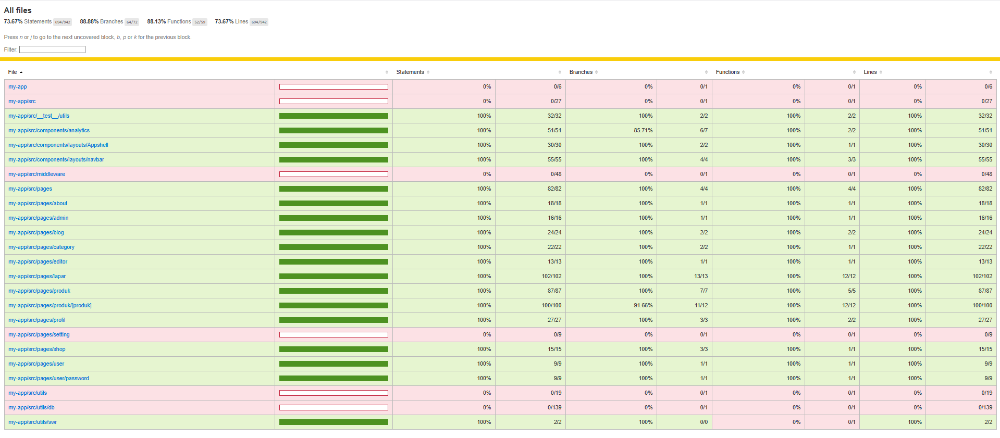 All files
73.67% Statements 694/942 88.88% Branches 64/72 88.13% Functions 52/59 73.67% Lines 694/942
Press n or j to go to the next uncovered block, b, p or k for the previous block.
Filter:
File Statements Branches Functions Lines
my-app 0% 0/6 0% 0/1 0% 0/1 0% 0/6
my-app/src 0% 0/27 0% 0/1 0% 0/1 0% 0/27
my-app/src/__test__/utils 100% 32/32 100% 2/2 100% 2/2 100% 32/32
my-app/src/components/analytics 100% 51/51 85.71% 6/7 100% 2/2 100% 51/51
my-app/src/components/layouts/Appshell 100% 30/30 100% 2/2 100% 1/1 100% 30/30
my-app/src/components/layouts/navbar 100% 55/55 100% 4/4 100% 3/3 100% 55/55
my-app/src/middleware 0% 0/48 0% 0/1 0% 0/1 0% 0/48
my-app/src/pages 100% 82/82 100% 4/4 100% 4/4 100% 82/82
my-app/src/pages/about 100% 18/18 100% 1/1 100% 1/1 100% 18/18
my-app/src/pages/admin 100% 16/16 100% 1/1 100% 1/1 100% 16/16
my-app/src/pages/blog 100% 24/24 100% 2/2 100% 2/2 100% 24/24
my-app/src/pages/category 100% 22/22 100% 2/2 100% 1/1 100% 22/22
my-app/src/pages/editor 100% 13/13 100% 1/1 100% 1/1 100% 13/13
my-app/src/pages/lapar 100% 102/102 100% 13/13 100% 12/12 100% 102/102
my-app/src/pages/produk 100% 87/87 100% 7/7 100% 5/5 100% 87/87
my-app/src/pages/produk/[produk] 100% 100/100 91.66% 11/12 100% 12/12 100% 100/100
my-app/src/pages/profil 100% 27/27 100% 3/3 100% 2/2 100% 27/27
my-app/src/pages/setting 0% 0/9 0% 0/1 0% 0/1 0% 0/9
my-app/src/pages/shop 100% 15/15 100% 3/3 100% 1/1 100% 15/15
my-app/src/pages/user 100% 9/9 100% 1/1 100% 1/1 100% 9/9
my-app/src/pages/user/password 100% 9/9 100% 1/1 100% 1/1 100% 9/9
my-app/src/utils 0% 0/19 0% 0/1 0% 0/1 0% 0/19
my-app/src/utils/db 0% 0/139 0% 0/1 0% 0/1 0% 0/139
my-app/src/utils/swr 100% 2/2 100% 0/0 0% 0/1 100% 2/2